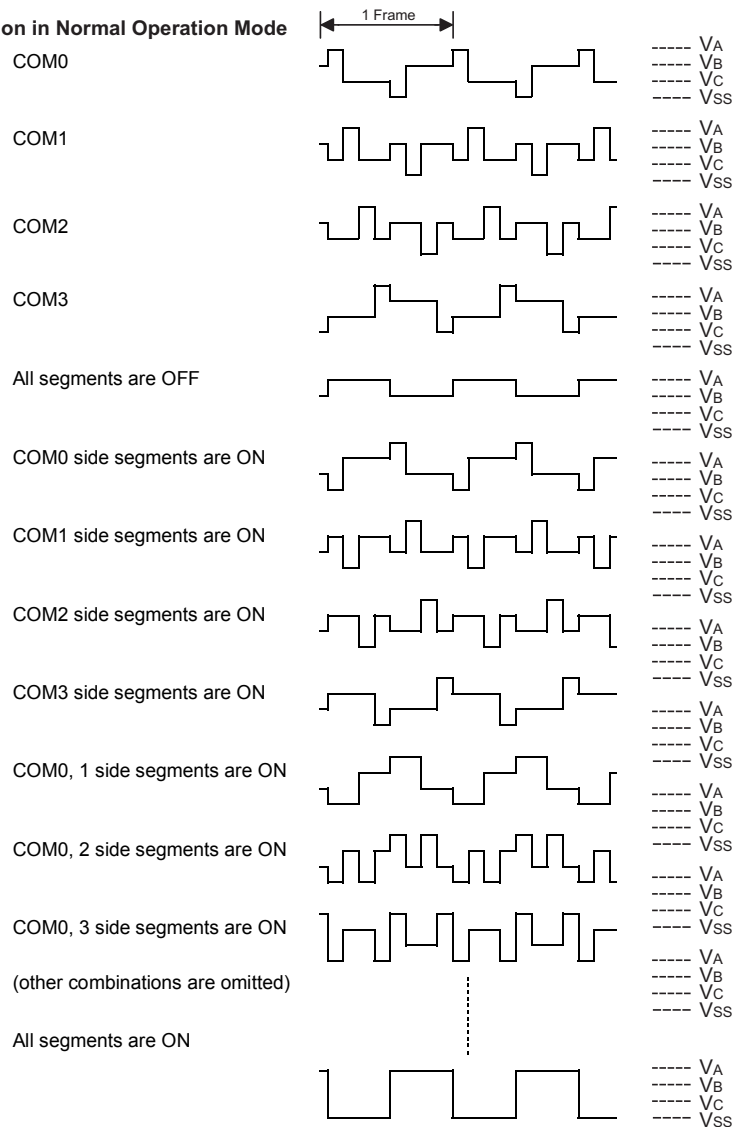 on in Normal Operation Mode
1 Frame
COM0
VA
VB
VC
VSS
COM1
VA
VB
VC
VSS
COM2
VA
VB
VC
VSS
COM3
VA
VB
VC
VSS
All segments are OFF
VA
VB
VC
VSS
COM0 side segments are ON
VA
VB
VC
VSS
COM1 side segments are ON
VA
VB
VC
VSS
COM2 side segments are ON
VA
VB
VC
VSS
COM3 side segments are ON
VA
VB
VC
VSS
COM0, 1 side segments are ON
VA
VB
VC
VSS
COM0, 2 side segments are ON
VA
VB
VC
VSS
COM0, 3 side segments are ON
VA
VB
VC
VSS
(other combinations are omitted)
All segments are ON
VA
VB
VC
VSS